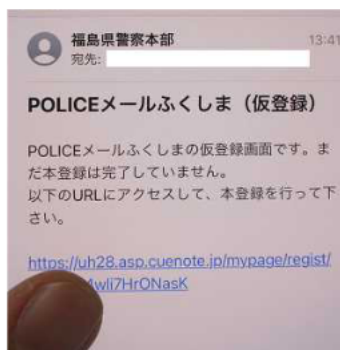 福島県警察本部
13:41
宛先:
POLICEメールふくしま（仮登録）
POLICEメールふくしまの仮登録画面です。ま
だ本登録は完了していません。
以下のURLにアクセスして、本登録を行って下
さい。
https://uh28.asp.cuenote.jp/mypage/regist/
wli7HrONasK